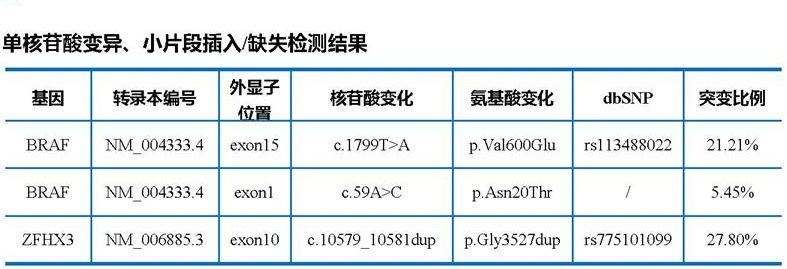 单核苷酸变异、小片段插入/缺失检测结果
基因 转录本编号 外显子位置 核苷酸变化 氨基酸变化 dbSNP 突变比例
BRAF NM_004333.4 exon15 c.1799T>A p.Val600Glu rs113488022 21.21%
BRAF NM_004333.4 exon1 c.59A>C p.Asn20Thr / 5.45%
ZFHX3 NM_006885.3 exon10 c.10579_10581dup p.Gly3527dup rs775101099 27.80%